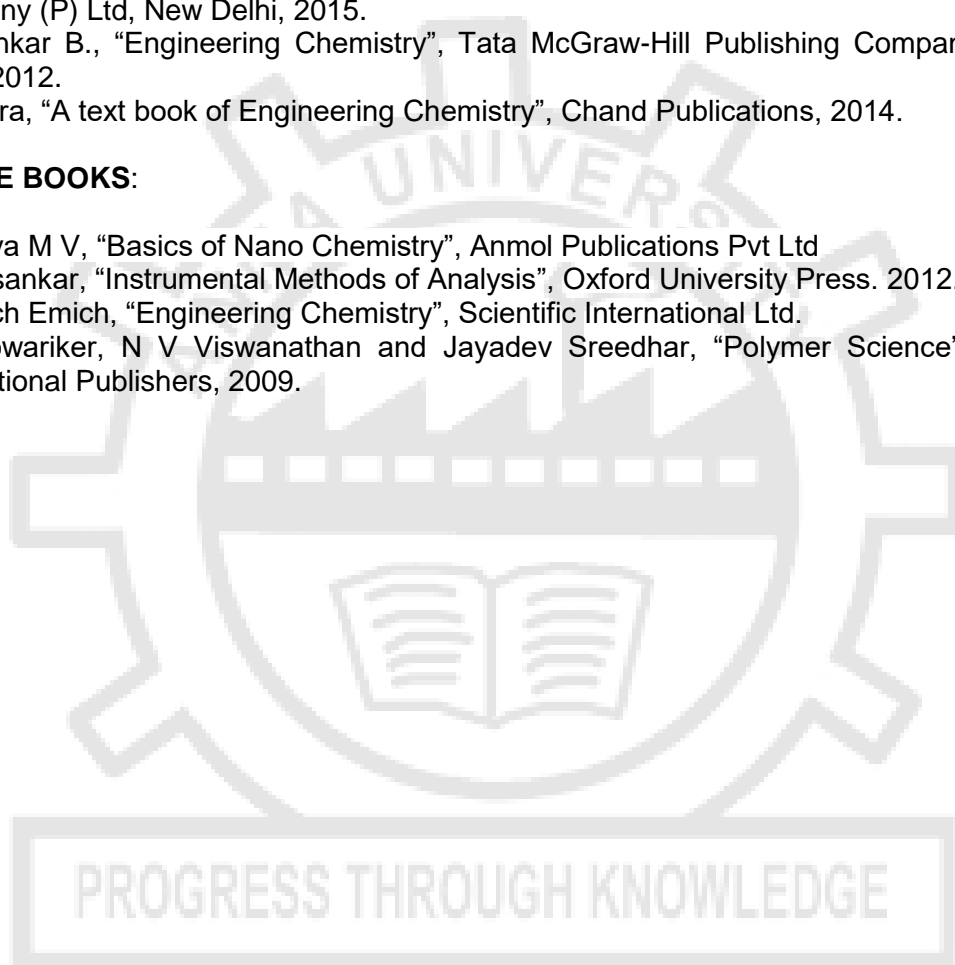 ny (P) Ltd, New Delhi, 2015.
nkar B., “Engineering Chemistry”, Tata McGraw-Hill Publishing Compar
2012.
ra, “A text book of Engineering Chemistry”, Chand Publications, 2014.
E BOOKS:
va M V, “Basics of Nano Chemistry”, Anmol Publications Pvt Ltd
sankar, “Instrumental Methods of Analysis”, Oxford University Press. 2012.
ch Emich, “Engineering Chemistry”, Scientific International Ltd.
owariker, N V Viswanathan and Jayadev Sreedhar, “Polymer Science”
tional Publishers, 2009.
UNIVERS
PROGRESS THROUGH KNOWLEDGE